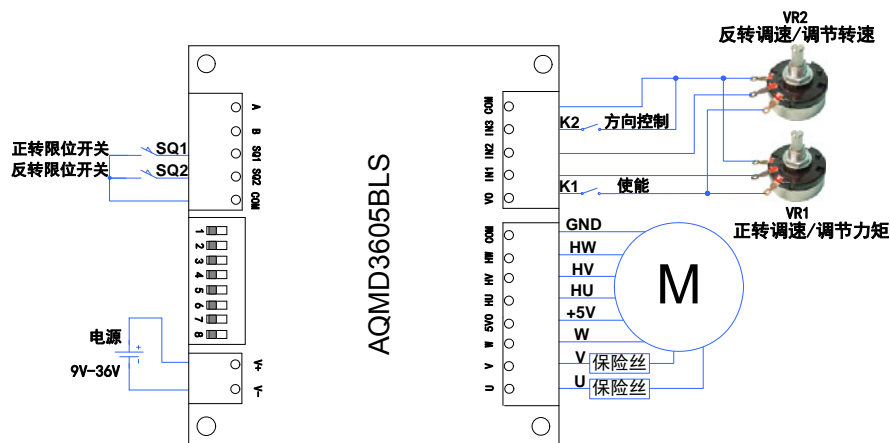 VR2
反转调速/调节转速
正转限位开关
SQ1
反转限位开关
SQ2
A
B
SQ1
SQ2
COM
1
2
3
4
5
6
7
8
电源
9V-36V
V+
V-
AQMD3605BLS
COM
IN3
IN2
IN1
VO
K2
方向控制
K1
使能
VR1
正转调速/调节力矩
COM
HW
HV
HU
5VO
W
V
U
GND
HW
HV
HU
+5V
W
V
保险丝
U
保险丝
M